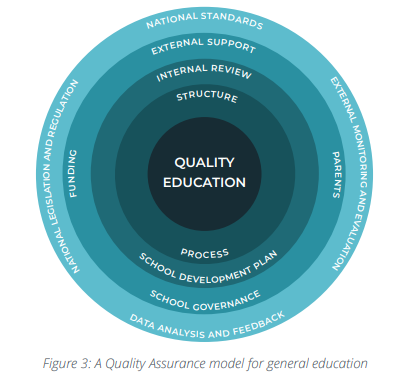 NATIONAL STANDARDS
EXTERNAL SUPPORT
INTERNAL REVIEW
STRUCTURE
NATIONAL LEGISLATION AND REGULATION
FUNDING
QUALITY
EDUCATION
PARENTS
EXTERNAL MONITORING AND EVALUATION
PROCESS
SCHOOL DEVELOPMENT PLAN
SCHOOL GOVERNANCE
DATA ANALYSIS AND FEEDBACK
Figure 3: A Quality Assurance model for general education